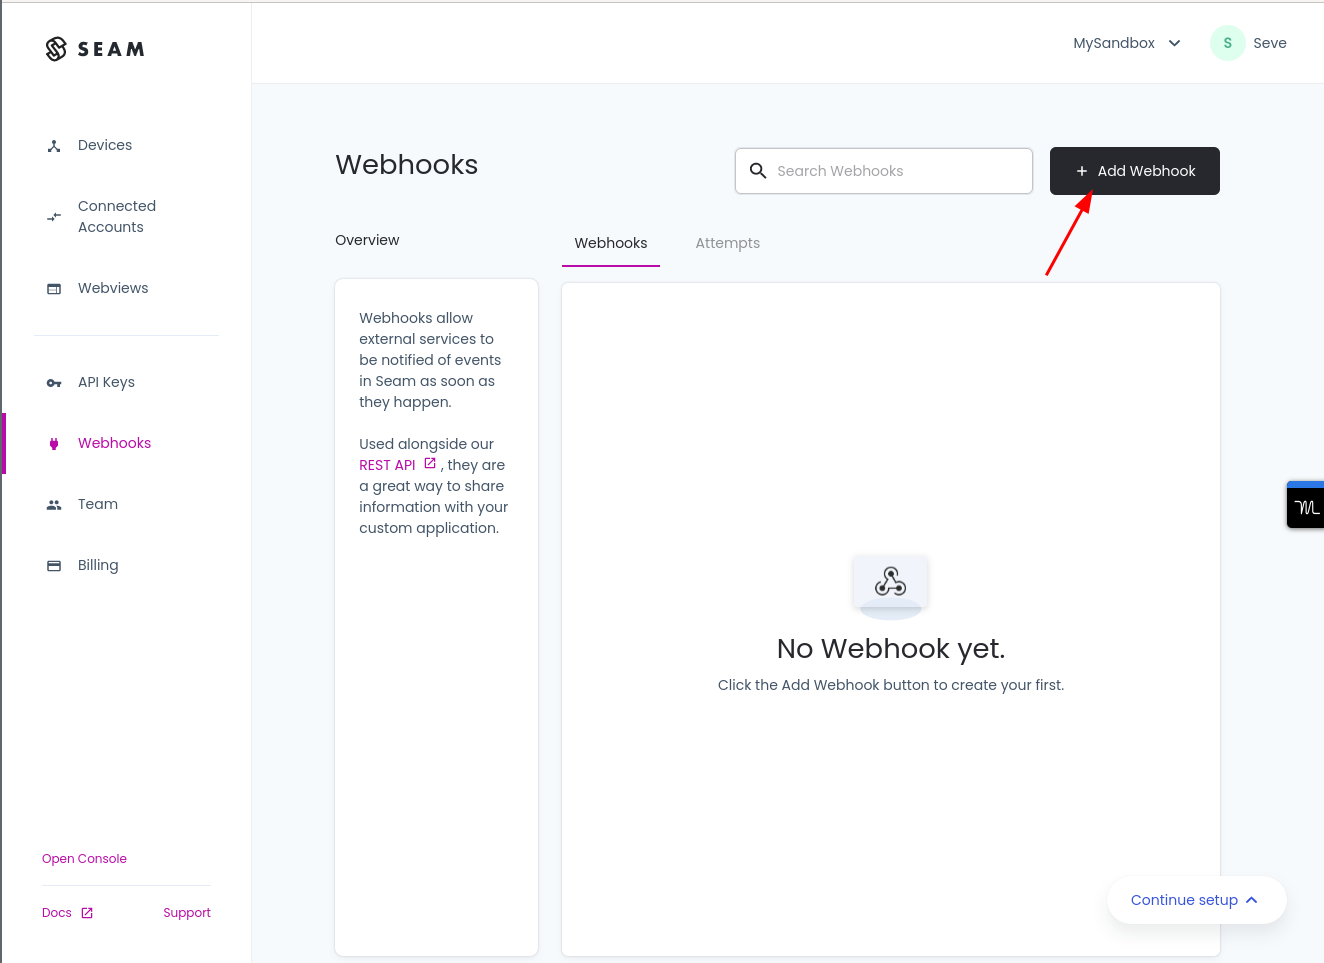 SEAM
MySandbox
S
Seve
Devices
Connected
Accounts
Webviews
API Keys
Webhooks
Team
Billing
Open Console
Docs
Support
Webhooks
Search Webhooks
+ Add Webhook
Overview
Webhooks
Attempts
Webhooks allow
external services to
be notified of events
in Seam as soon as
they happen.
Used alongside our
REST API , they are
a great way to share
information with your
custom application.
No Webhook yet.
Click the Add Webhook button to create your first.
Continue setup